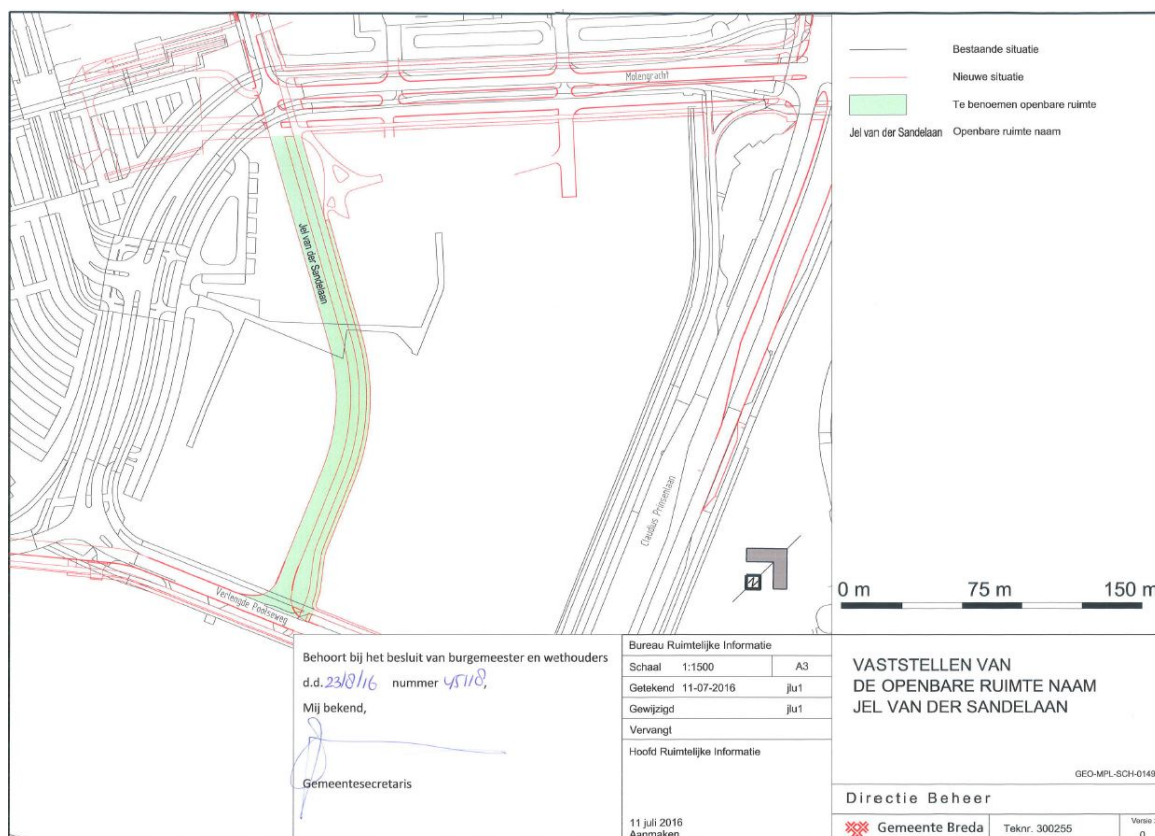 Molengracht
Jel van der Sandelaan
Claudius Prinsenlaan
Verlengde Poolseweg
Bestaande situatie
Nieuwe situatie
Te benoemen openbare ruimte
Jel van der Sandelaan Openbare ruimte naam
0 m 75 m 150 m
Behoort bij het besluit van burgemeester en wethouders
d.d. 23/8/16 nummer 45118,
Mij bekend,
Gemeentesecretaris
Bureau Ruimtelijke Informatie
Schaal 1:1500 A3
Getekend 11-07-2016 jlu1
Gewijzigd jlu1
Vervangt
Hoofd Ruimtelijke Informatie
11 juli 2016
Aanmaken
VASTSTELLEN VAN
DE OPENBARE RUIMTE NAAM
JEL VAN DER SANDELAAN
GEO-MPL-SCH-0149
Directie Beheer
Gemeente Breda Teknr. 300255 Versie
0